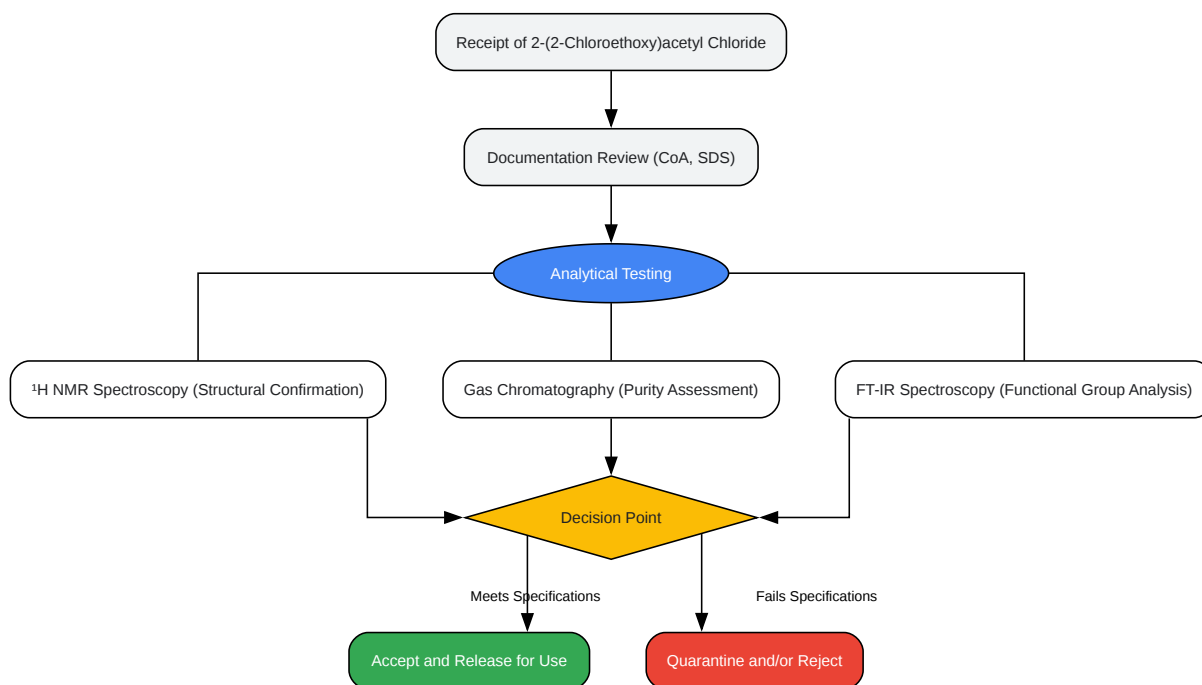 Receipt of 2-(2-Chloroethoxy)acetyl Chloride
Documentation Review (CoA, SDS)
Analytical Testing
¹H NMR Spectroscopy (Structural Confirmation)
Gas Chromatography (Purity Assessment)
FT-IR Spectroscopy (Functional Group Analysis)
Decision Point
Meets Specifications
Fails Specifications
Accept and Release for Use
Quarantine and/or Reject